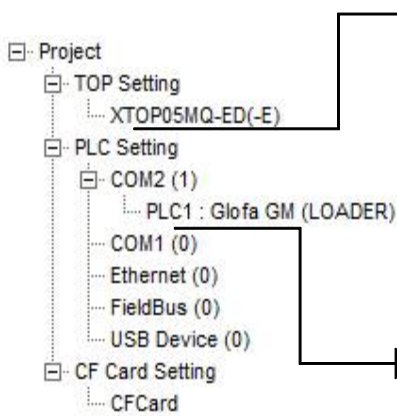 Project
TOP Setting
XTOP05MQ-ED(-E)
PLC Setting
COM2 (1)
PLC1 : Glofa GM (LOADER)
COM1 (0)
Ethernet (0)
FieldBus (0)
USB Device (0)
CF Card Setting
CFCard